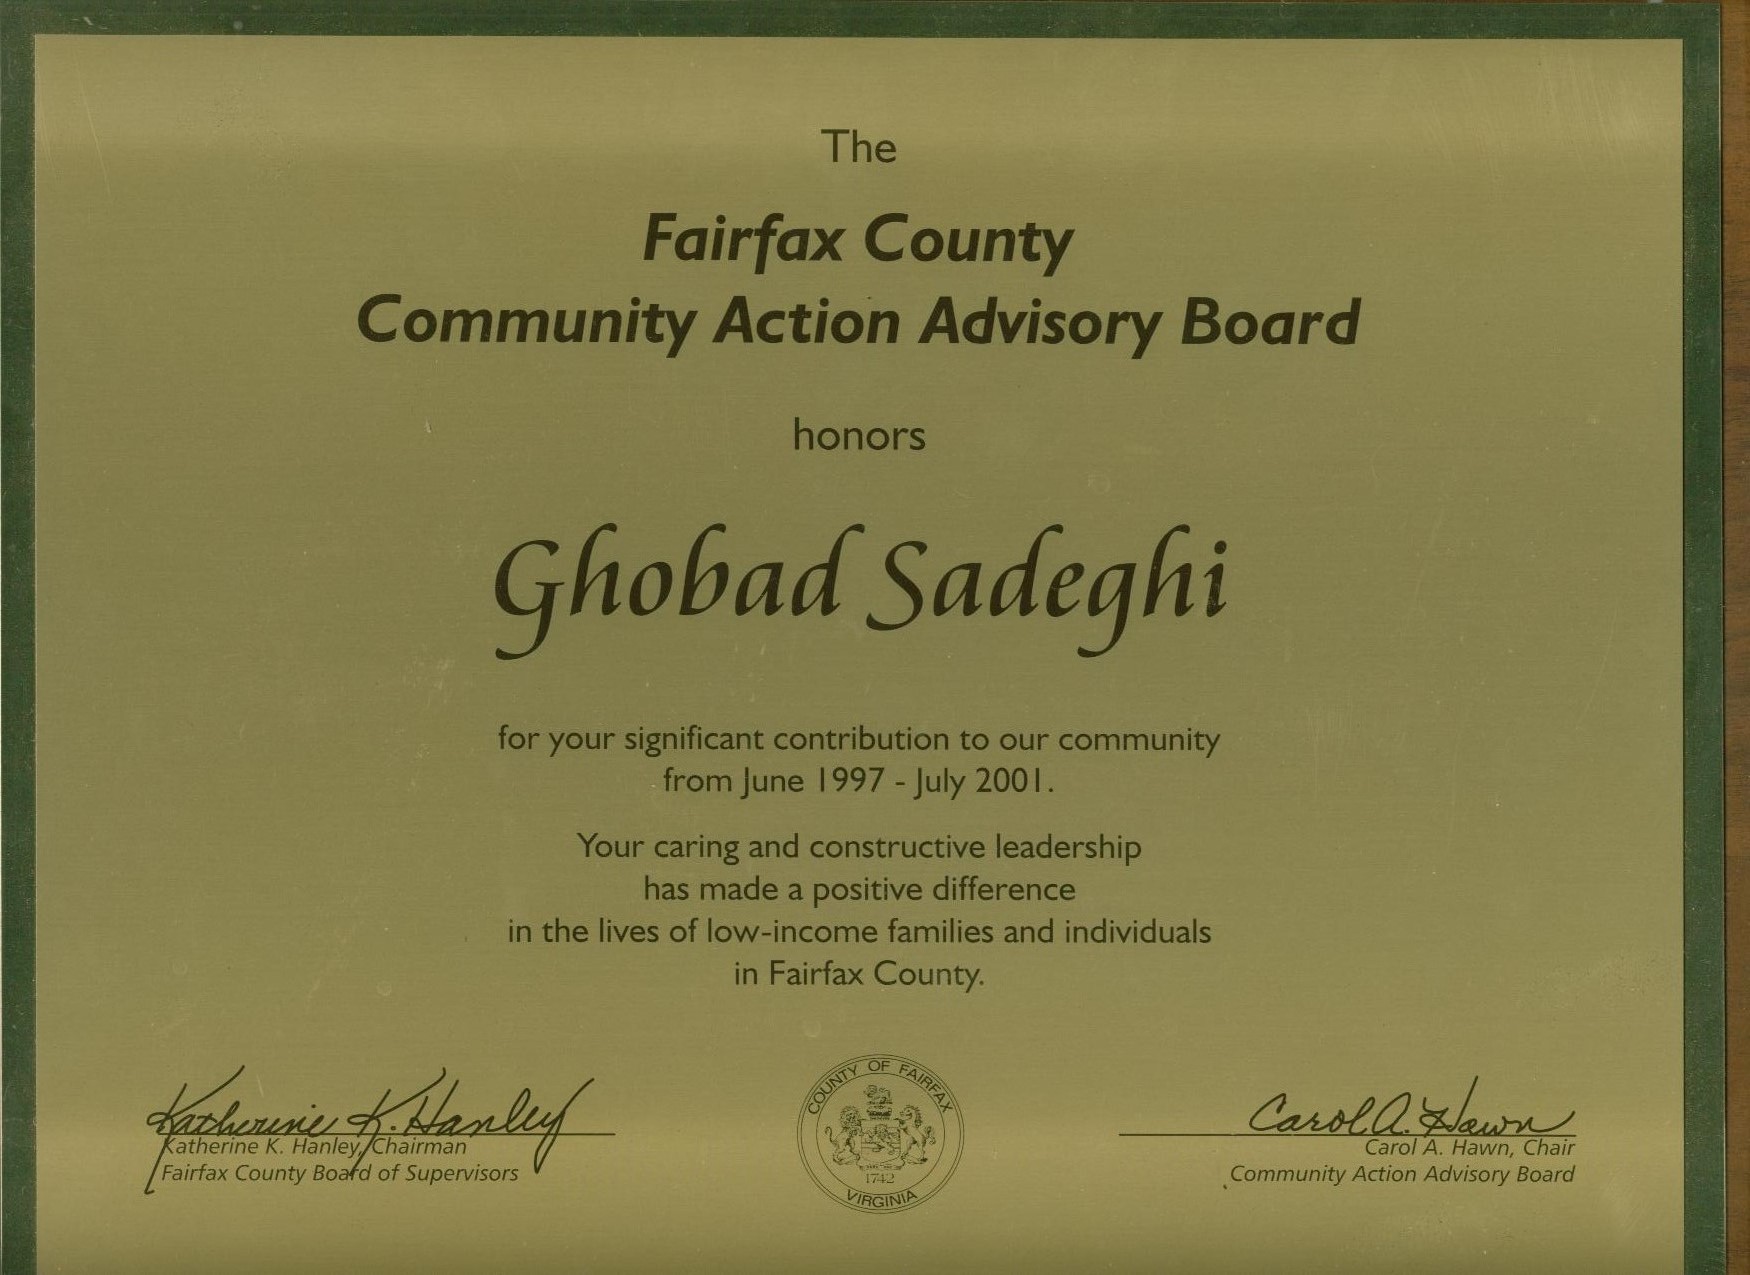 The
Fairfax County
Community Action Advisory Board
honors
Ghobad Sadeghi
for your significant contribution to our community
from June 1997 - July 2001.
Your caring and constructive leadership
has made a positive difference
in the lives of low-income families and individuals
in Fairfax County.
Katherine K. Hanley
Katherine K. Hanley, Chairman
Fairfax County Board of Supervisors
COUNTY OF FAIRFAX
1742
VIRGINIA
Carol A. Hawn
Carol A. Hawn, Chair
Community Action Advisory Board